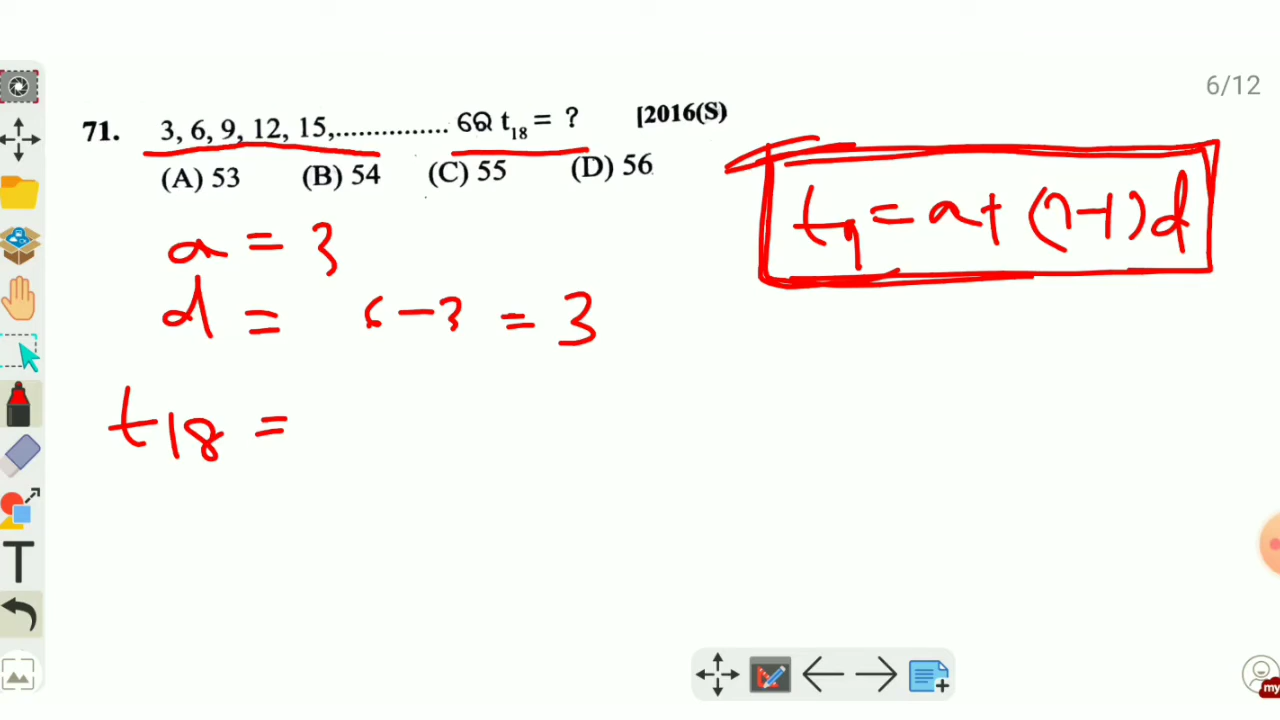 6/12
71. 3, 6, 9, 12, 15,............... ରେ t18 = ? [2016(S)
(A) 53 (B) 54 (C) 55 (D) 56
tn = a + (n-1)d
a = 3
d = 6 - 3 = 3
t18 =
T
my